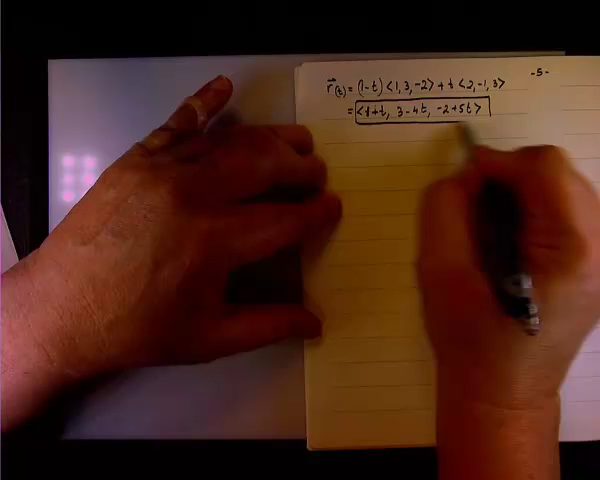 -5-
r⃗(t) = (1-t) <1, 3, -2> + t <2, -1, 3>
= <1+t, 3-4t, -2+5t>